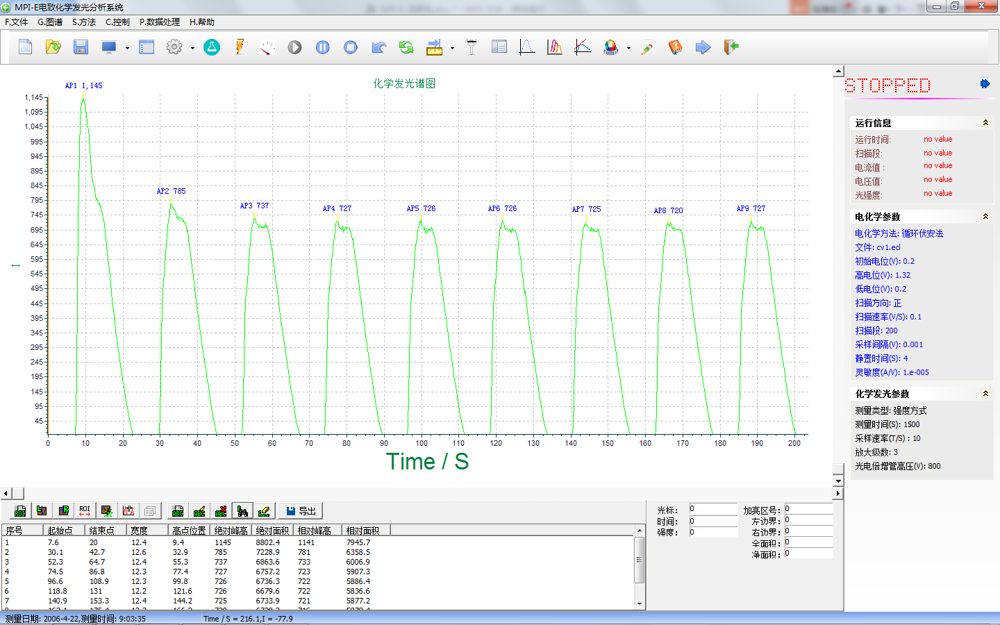 MPI-E电致化学发光分析系统
F.文件 G.图谱 S.方法 C.控制 P.数据处理 H.帮助
化学发光谱图
AP1 1,145
AP2 785
AP3 737
AP4 727
AP5 726
AP6 726
AP7 725
AP8 720
AP9 727
1,145
1,095
1,045
995
945
895
845
795
745
695
645
595
545
495
445
395
345
295
245
195
145
95
45
I
0 10 20 30 40 50 60 70 80 90 100 110 120 130 140 150 160 170 180 190 200
Time / S
STOPPED
运行信息
运行时间: no value
扫描段: no value
电流值 : no value
电压值: no value
光强度: no value
电化学参数
电化学方法: 循环伏安法
文件: cv1.ecl
初始电位(V): 0.2
高电位(V): 1.32
低电位(V): 0.2
扫描方向: 正
扫描速率(V/S): 0.1
扫描段: 200
采样间隔(V): 0.001
静置时间(S): 4
灵敏度(A/V): 1.e-005
化学发光参数
测量类型: 强度方式
测量时间(S): 1500
采样速率(T/S) : 10
放大级数: 3
光电倍增管高压(V): 800
ROI
导出
序号 起始点 结束点 宽度 高点位置 绝对峰高 绝对面积 相对峰高 相对面积
1 7.6 20 12.4 9.4 1145 8802.4 1141 7945.7
2 30.1 42.7 12.6 32.9 785 7228.9 781 6358.5
3 52.3 64.7 12.4 55.3 737 6863.6 733 6006.9
4 74.5 86.8 12.3 77.4 727 6757.2 723 5907.3
5 96.6 108.9 12.3 99.8 726 6736.3 722 5886.4
6 118.8 131 12.2 121.6 726 6679.6 722 5836.6
7 140.9 153.3 12.4 144.2 725 6733.9 721 5877.2
光标: 0
时间: 0
强度: 0
加亮区号: 0
左边界: 0
右边界: 0
全面积: 0
净面积: 0
测量日期: 2006-4-22,测量时间: 9:03:35
Time / S = 216.1,I = -77.9